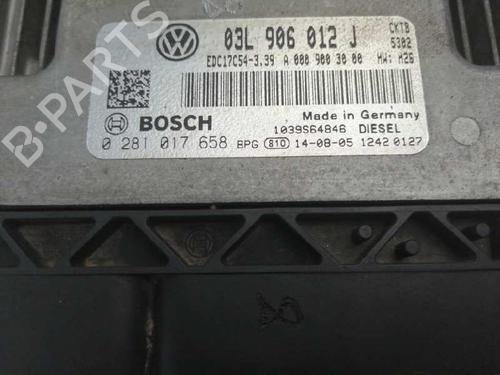 03L 906 012 J
CKTB
5302
EDC17C54-3.39 A 000 900 30 00 HW: H26
Made in Germany
BOSCH 1039S64846 DIESEL
0 281 017 658 BPG 810 14-08-05 1242 0127
B-PARTS